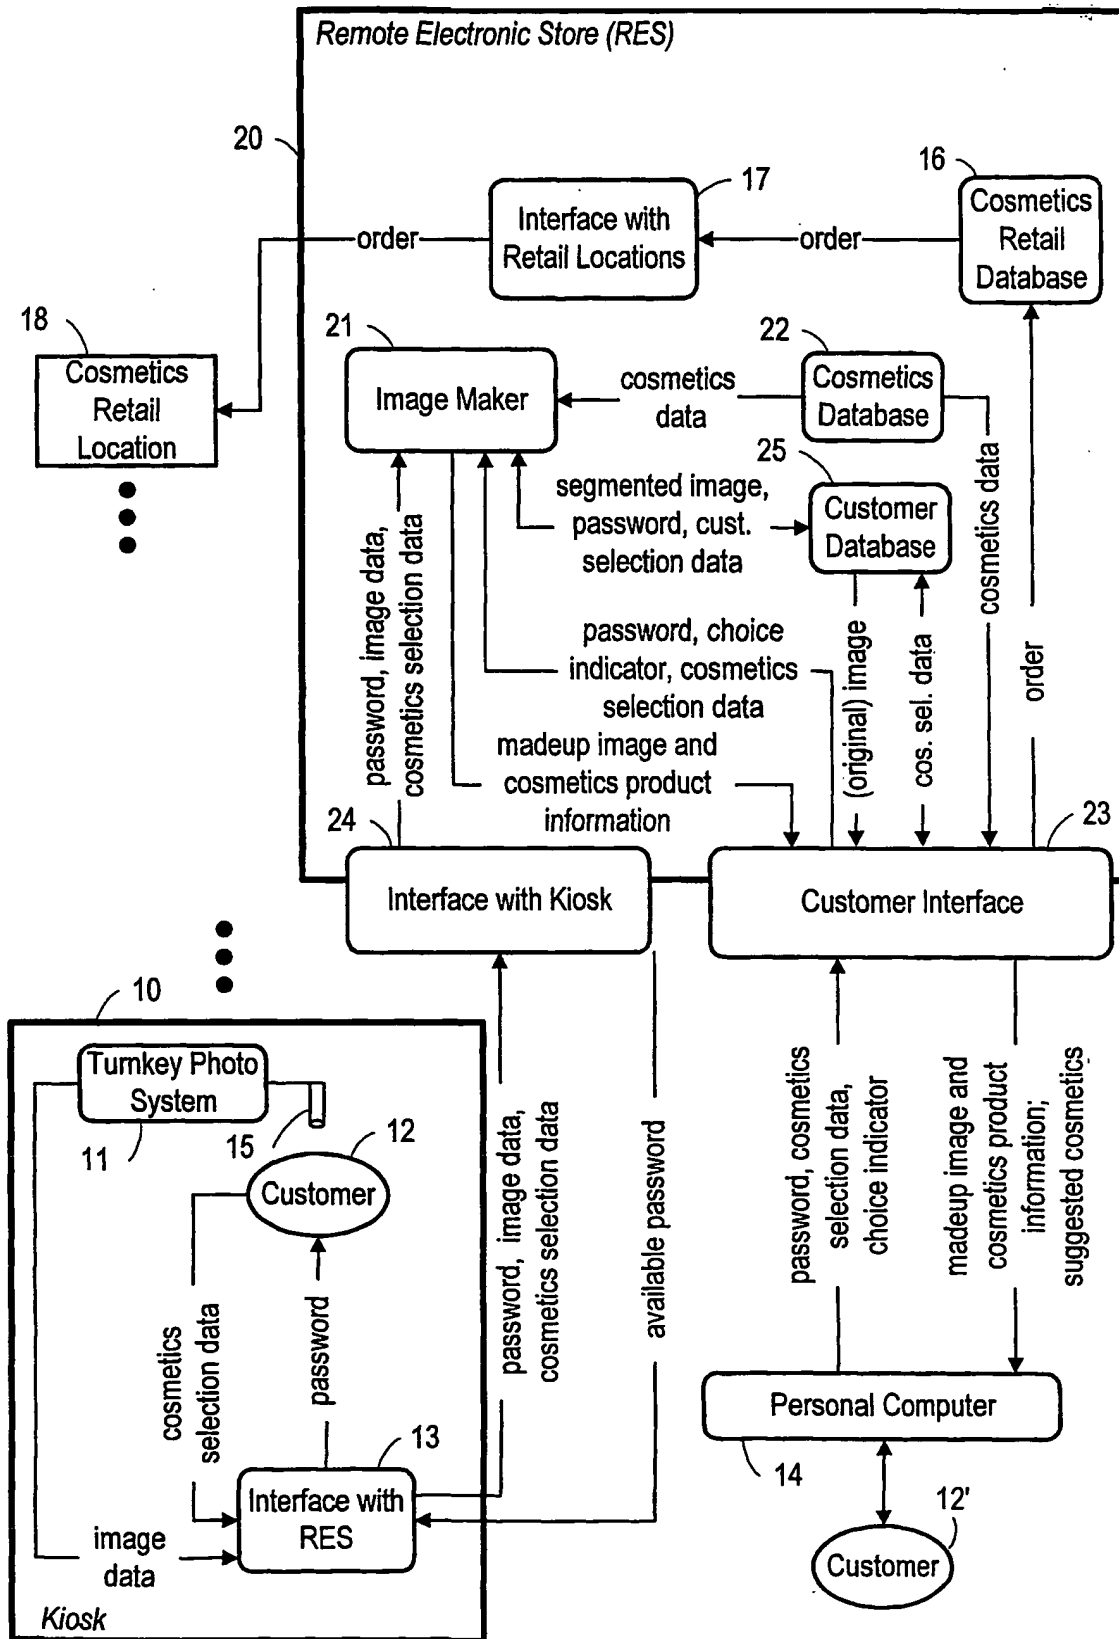 Remote Electronic Store (RES)
20
17
16
Interface with
Retail Locations
order
order
Cosmetics
Retail
Database
18
Cosmetics
Retail
Location
21
Image Maker
cosmetics
data
22
Cosmetics
Database
25
Customer
Database
segmented image,
password, cust.
selection data
password, image data,
cosmetics selection data
password, choice
indicator, cosmetics
selection data
madeup image and
cosmetics product
information
(original) image
cos. sel. data
cosmetics data
order
24
Interface with Kiosk
23
Customer Interface
10
Turnkey Photo
System
11
15
12
Customer
cosmetics
selection data
password
13
Interface with
RES
image
data
Kiosk
password, image data,
cosmetics selection data
available password
password, cosmetics
selection data,
choice indicator
madeup image and
cosmetics product
information;
suggested cosmetics
Personal Computer
14
12'
Customer